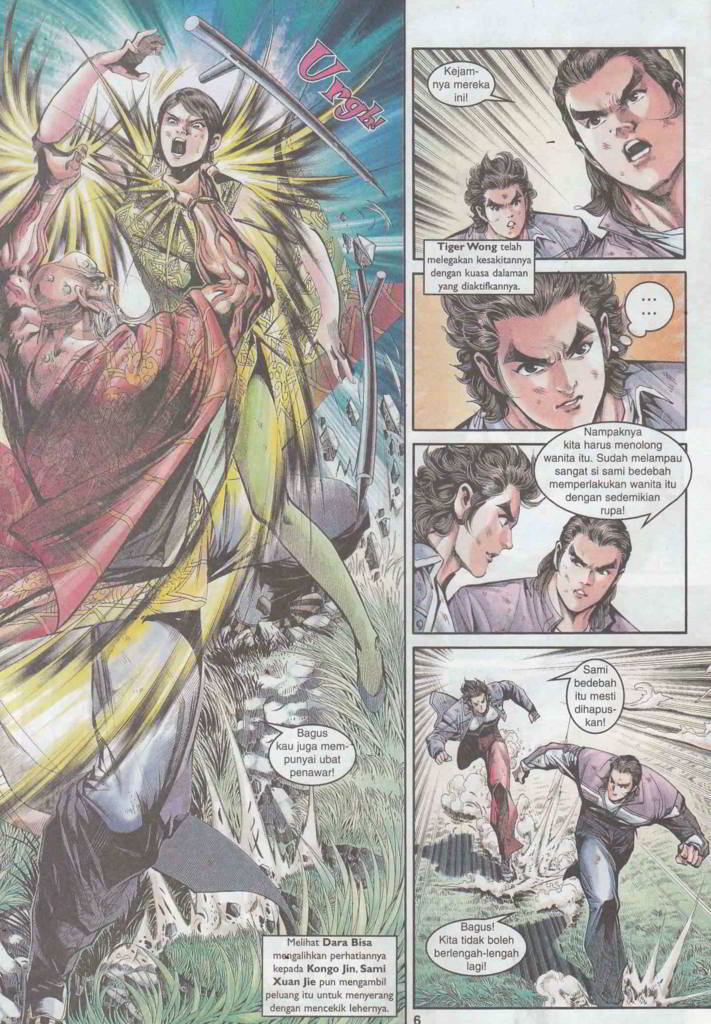 Urgh!
Bagus
kau juga mem-
punyai ubat
penawar!
Melihat Dara Bisa
mengalihkan perhatiannya
kepada Kongo Jin, Sami
Xuan Jie pun mengambil
peluang itu untuk menyerang
dengan mencekik lehernya.
Kejam-
nya mereka
ini!
Tiger Wong telah
melegakan kesakitannya
dengan kuasa dalaman
yang diaktifkannya.
...
...
Nampaknya
kita harus menolong
wanita itu. Sudah melampau
sangat si sami bedebah
memperlakukan wanita itu
dengan sedemikian
rupa!
Sami
bedebah
itu mesti
dihapus-
kan!
Bagus!
Kita tidak boleh
berlengah-lengah
lagi!
6